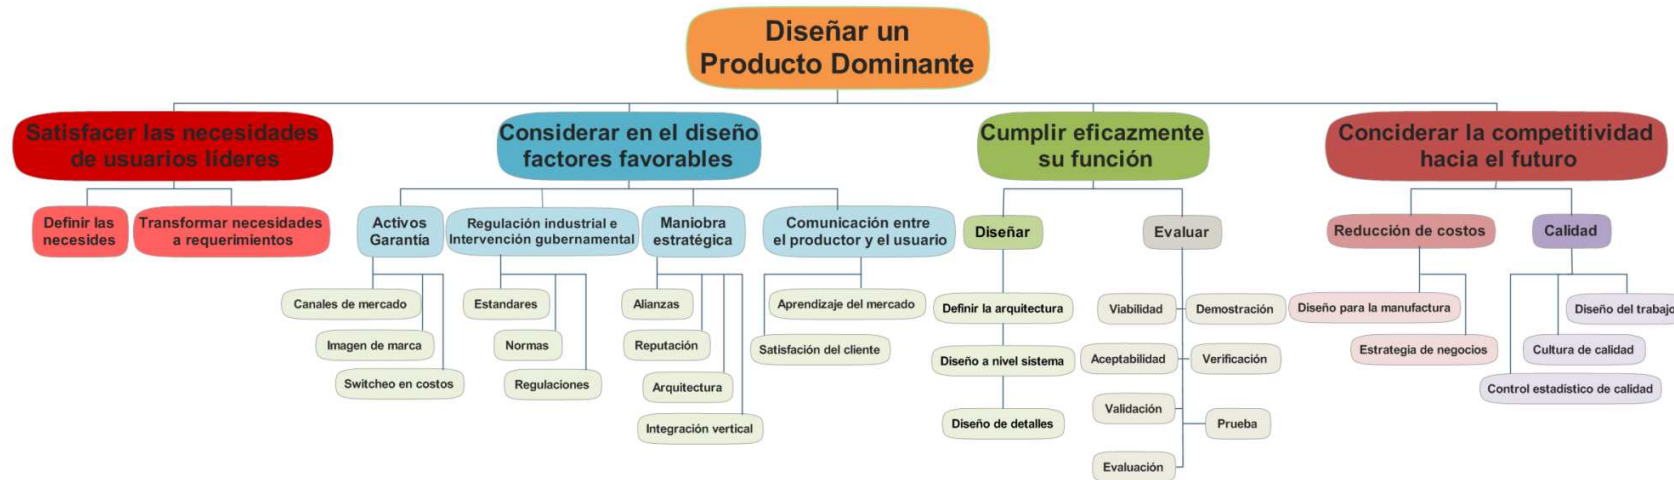 Diseñar un
Producto Dominante
Satisfacer las necesidades
de usuarios líderes
Considerar en el diseño
factores favorables
Cumplir eficazmente
su función
Conciderar la competitividad
hacia el futuro
Definir las
necesides
Transformar necesidades
a requerimientos
Activos
Garantía
Regulación industrial e
Intervención gubernamental
Maniobra
estratégica
Comunicación entre
el productor y el usuario
Diseñar
Evaluar
Reducción de costos
Calidad
Canales de mercado
Imagen de marca
Switcheo en costos
Estandares
Normas
Regulaciones
Alianzas
Reputación
Arquitectura
Integración vertical
Aprendizaje del mercado
Satisfación del cliente
Definir la arquitectura
Diseño a nivel sistema
Diseño de detalles
Viabilidad
Demostración
Aceptabilidad
Verificación
Validación
Prueba
Evaluación
Diseño para la manufactura
Estrategia de negocios
Diseño del trabajo
Cultura de calidad
Control estadístico de calidad